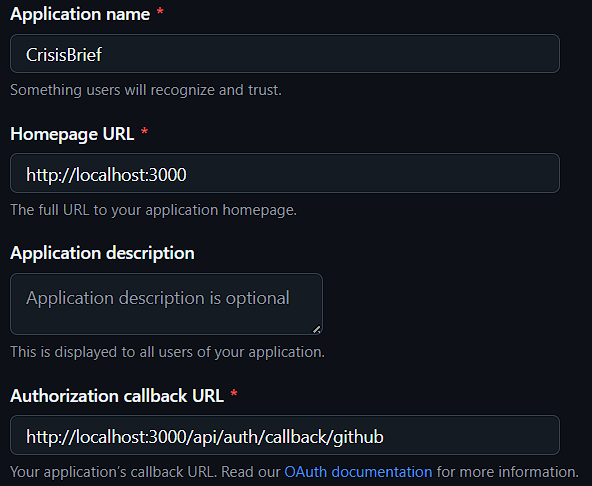 Application name *
CrisisBrief
Something users will recognize and trust.
Homepage URL *
http://localhost:3000
The full URL to your application homepage.
Application description
Application description is optional
This is displayed to all users of your application.
Authorization callback URL *
http://localhost:3000/api/auth/callback/github
Your application's callback URL. Read our OAuth documentation for more information.